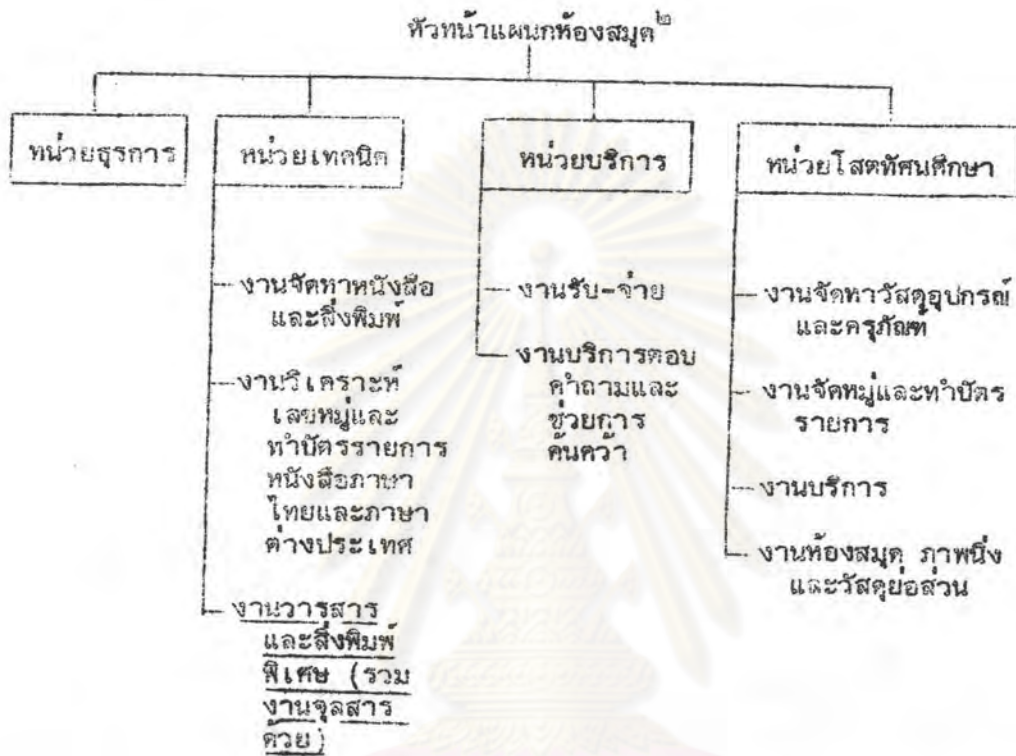 หัวหน้าแผนกห้องสมุด๒
หน่วยธุรการ
หน่วยเทคนิค
งานจัดหาหนังสือ
และสิ่งพิมพ์
งานวิเคราะห์
เลขหมู่และ
ทำบัตรรายการ
หนังสือภาษา
ไทยและภาษา
ต่างประเทศ
งานวารสาร
และสิ่งพิมพ์
พิเศษ (รวม
งานจุลสาร
ด้วย)
หน่วยบริการ
งานรับ-จ่าย
งานบริการตอบ
คำถามและ
ช่วยการ
ค้นคว้า
หน่วยโสตทัศนศึกษา
งานจัดหาวัสดุอุปกรณ์
และครุภัณฑ์
งานจัดหมู่และทำบัตร
รายการ
งานบริการ
งานห้องสมุด ภาพนิ่ง
และวัสดุย่อส่วน